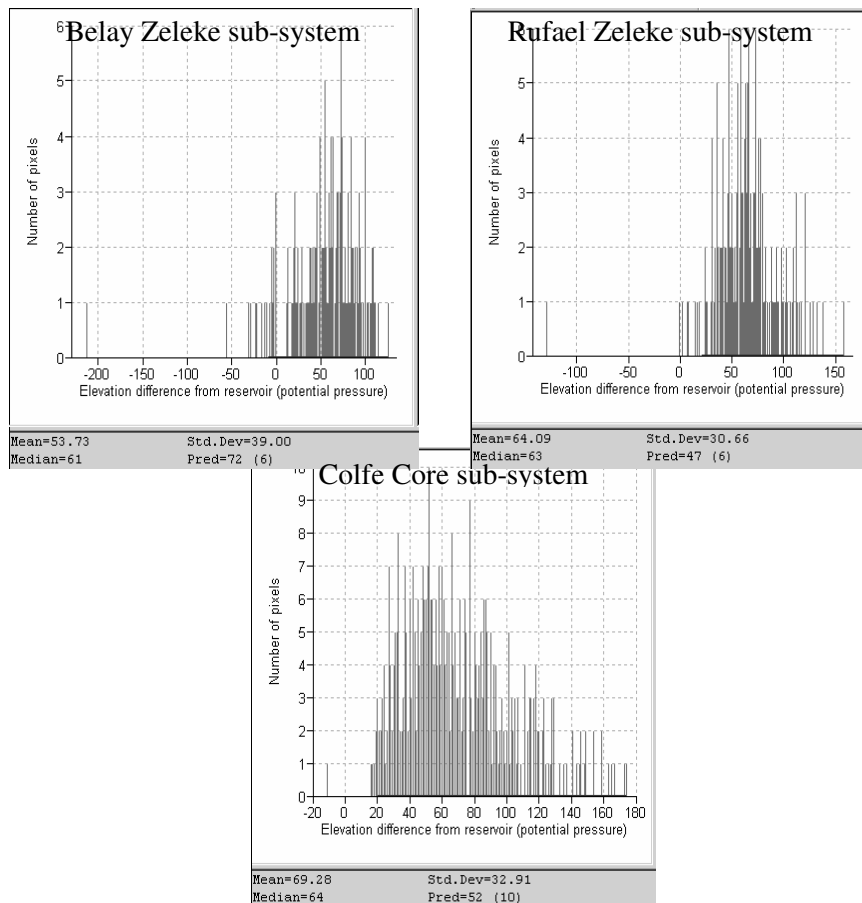 Belay Zeleke sub-system
6
5
4
3
2
1
0
Number of pixels
-200 -150 -100 -50 0 50 100
Elevation difference from reservoir (potential pressure)
Mean=53.73 Std.Dev=39.00
Median=61 Pred=72 (6)
Rufael Zeleke sub-system
5
4
3
2
1
0
Number of pixels
-100 -50 0 50 100 150
Elevation difference from reservoir (potential pressure)
Mean=64.09 Std.Dev=30.66
Median=63 Pred=47 (6)
Colfe Core sub-system
10
9
8
7
6
5
4
3
2
1
0
Number of pixels
-20 0 20 40 60 80 100 120 140 160 180
Elevation difference from reservoir (potential pressure)
Mean=69.28 Std.Dev=32.91
Median=64 Pred=52 (10)